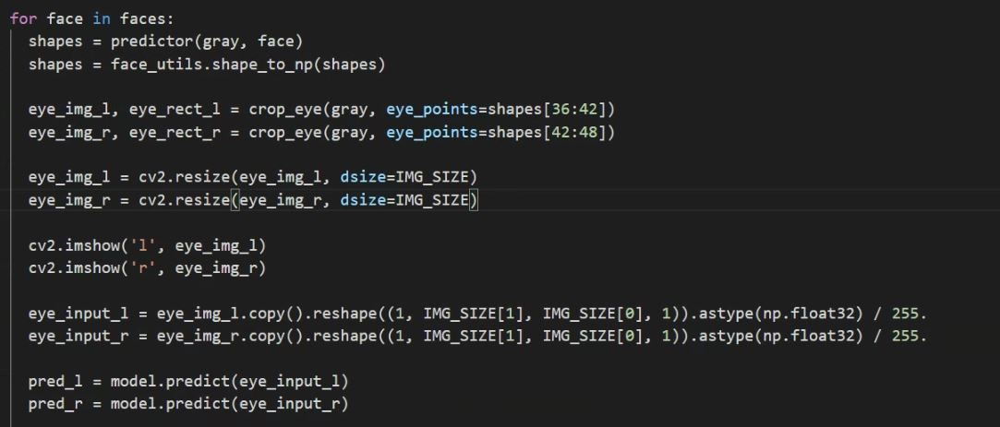 for face in faces:
shapes = predictor(gray, face)
shapes = face_utils.shape_to_np(shapes)
eye_img_l, eye_rect_l = crop_eye(gray, eye_points=shapes[36:42])
eye_img_r, eye_rect_r = crop_eye(gray, eye_points=shapes[42:48])
eye_img_l = cv2.resize(eye_img_l, dsize=IMG_SIZE)
eye_img_r = cv2.resize(eye_img_r, dsize=IMG_SIZE)
cv2.imshow('l', eye_img_l)
cv2.imshow('r', eye_img_r)
eye_input_l = eye_img_l.copy().reshape((1, IMG_SIZE[1], IMG_SIZE[0], 1)).astype(np.float32) / 255.
eye_input_r = eye_img_r.copy().reshape((1, IMG_SIZE[1], IMG_SIZE[0], 1)).astype(np.float32) / 255.
pred_l = model.predict(eye_input_l)
pred_r = model.predict(eye_input_r)